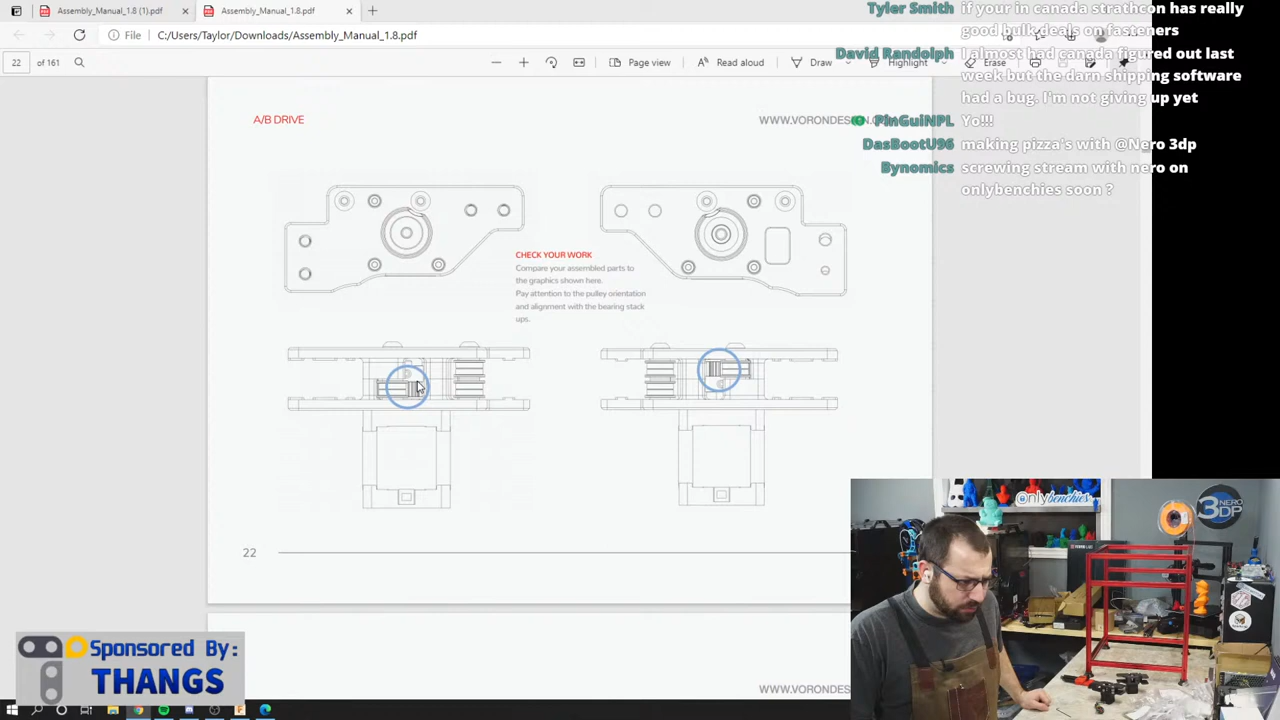 Assembly_Manual_1.8 (1).pdf
Assembly_Manual_1.8.pdf
File C:/Users/Taylor/Downloads/Assembly_Manual_1.8.pdf
22 of 161
Page view
Read aloud
Draw
Highlight
Erase
Tyler Smith if your in canada strathcon has really
good bulk deals on fasteners
David Randolph I almost had canada figured out last
week but the darn shipping software
had a bug. I'm not giving up yet
PinGuiNPL Yo!!!
DasBootU96 making pizza's with @Nero 3dp
Bynomics screwing stream with nero on
onlybenchies soon ?
A/B DRIVE
WWW.VORONDESIGN.C
CHECK YOUR WORK
Compare your assembled parts to
the graphics shown here.
Pay attention to the pulley orientation
and alignment with the bearing stack
ups.
22
WWW.VORONDES
Sponsored By:
THANGS
onlybenchies
NERO
3DP